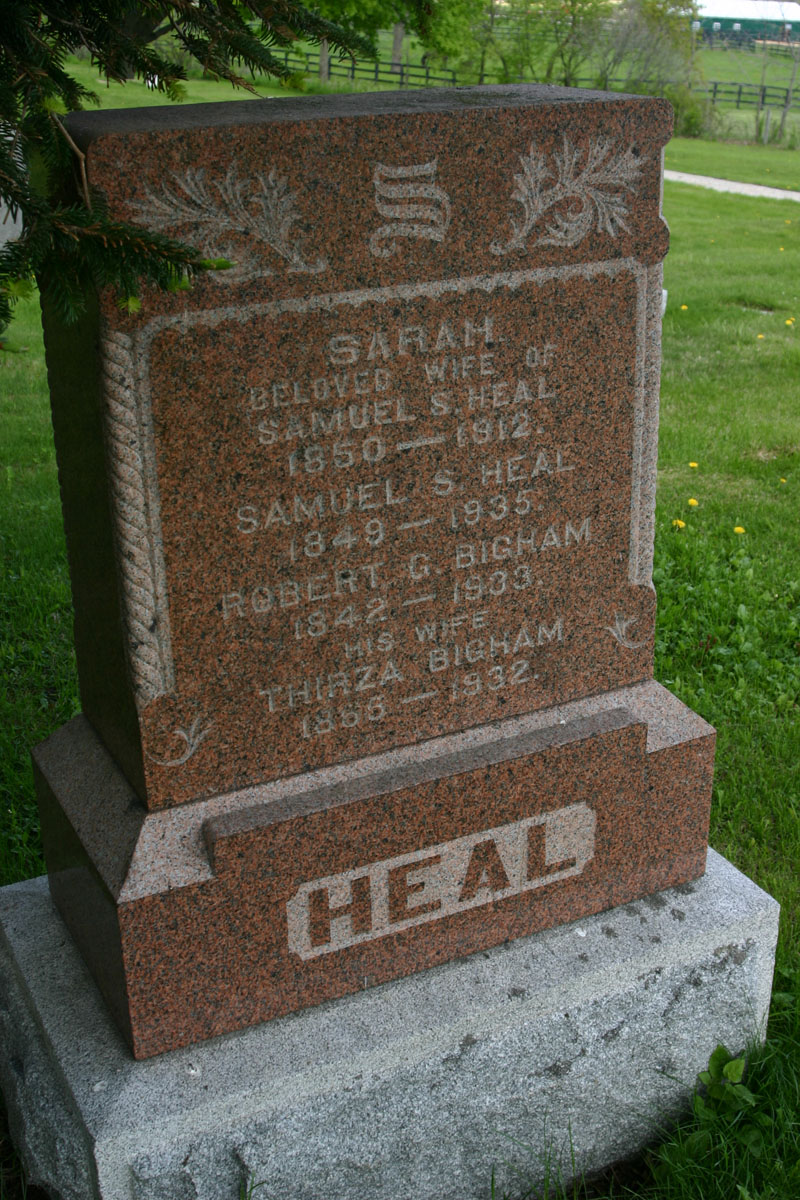 S
SARAH
BELOVED WIFE OF
SAMUEL S. HEAL
1850 — 1912.
SAMUEL S. HEAL
1849 — 1935.
ROBERT G. BIGHAM
1842 — 1933.
HIS WIFE
THIRZA BIGHAM
1855 — 1932.
HEAL